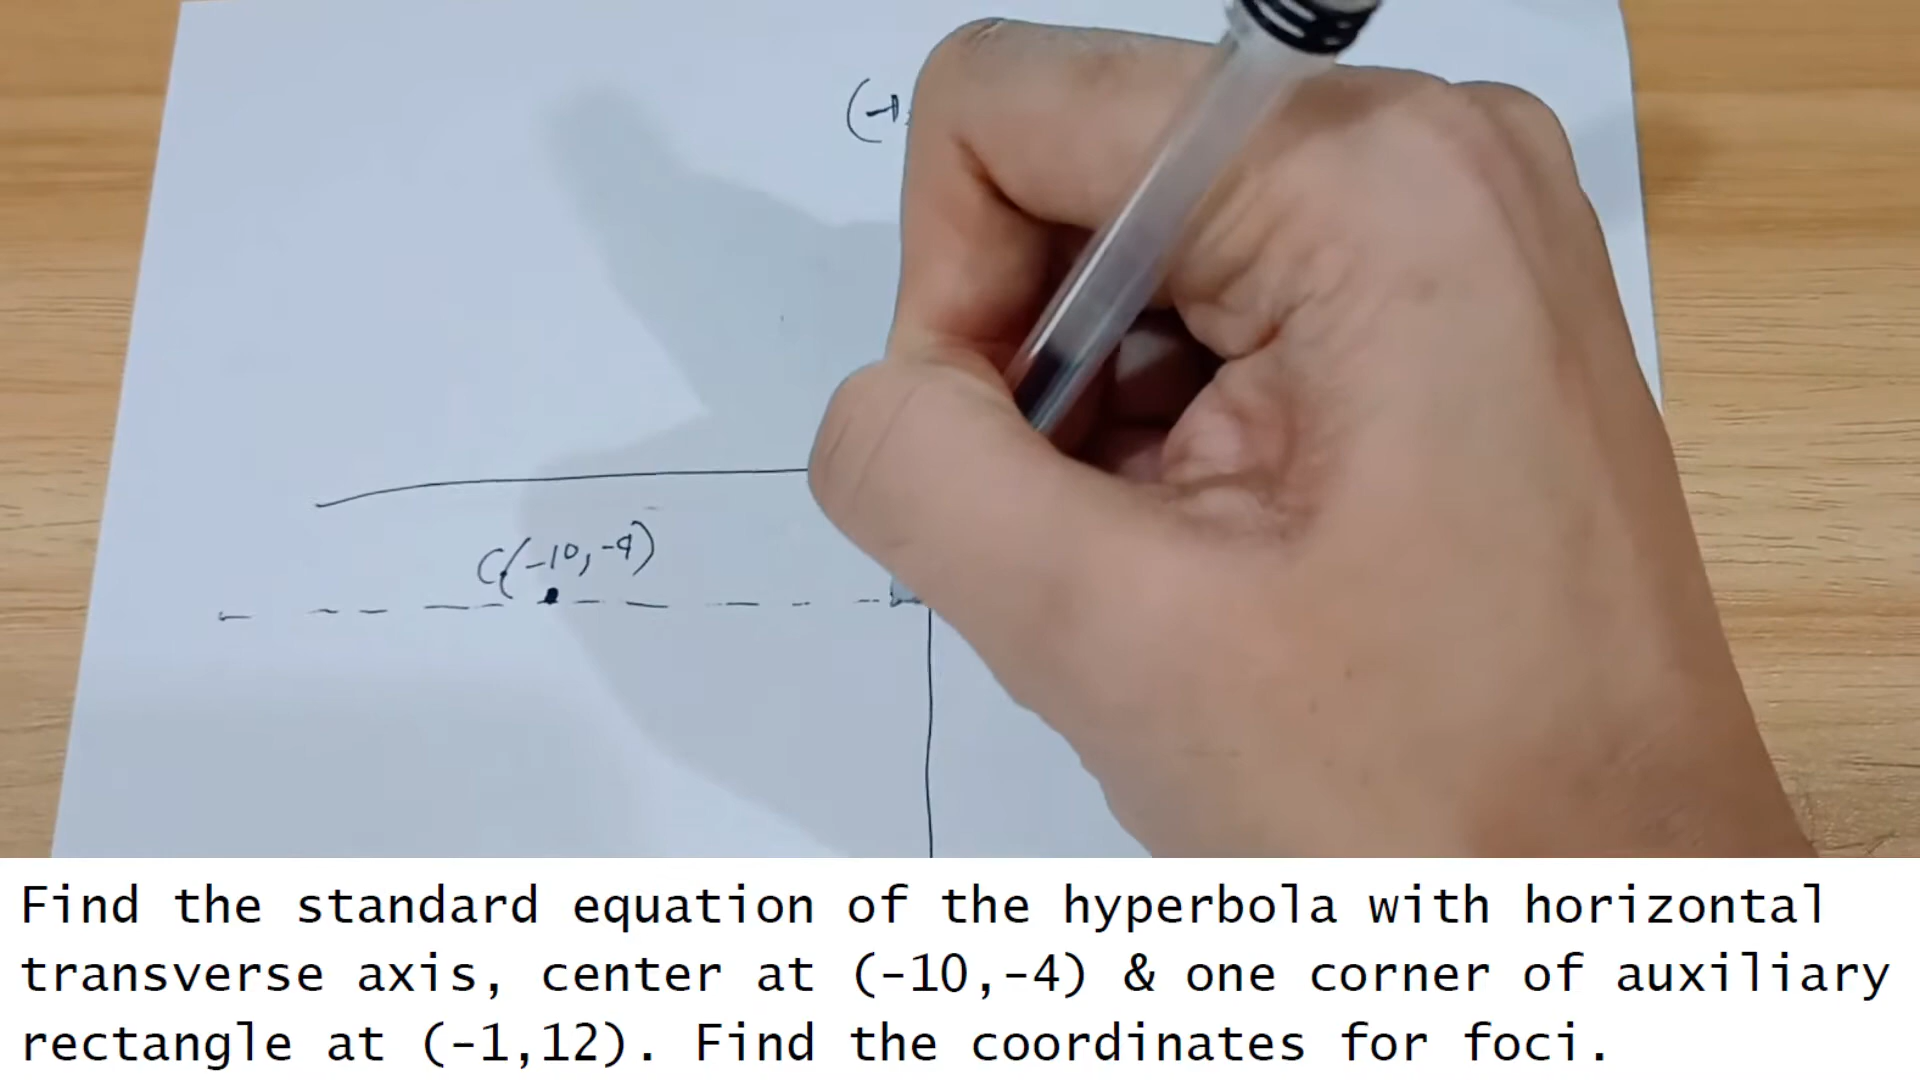 (-1,
C(-10,-4)
Find the standard equation of the hyperbola with horizontal
transverse axis, center at (-10,-4) & one corner of auxiliary
rectangle at (-1,12). Find the coordinates for foci.